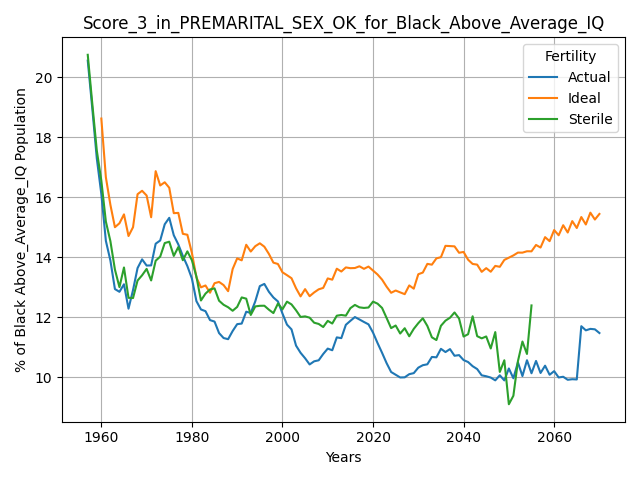 Score_3_in_PREMARITAL_SEX_OK_for_Black_Above_Average_IQ
% of Black Above_Average_IQ Population
20
18
16
14
12
10
Fertility
Actual
Ideal
Sterile
1960 1980 2000 2020 2040 2060
Years